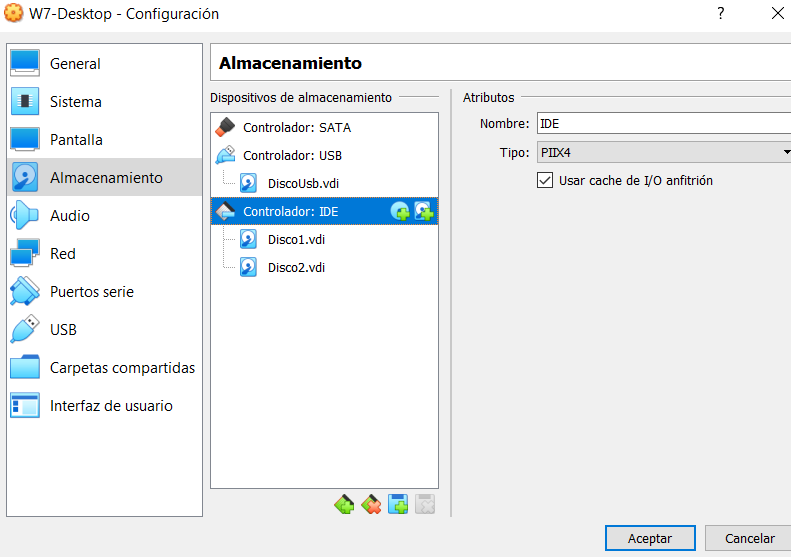 W7-Desktop - Configuración
?
General
Sistema
Pantalla
Almacenamiento
Audio
Red
Puertos serie
USB
Carpetas compartidas
Interfaz de usuario
Almacenamiento
Dispositivos de almacenamiento
Controlador: SATA
Controlador: USB
DiscoUsb.vdi
Controlador: IDE
Disco1.vdi
Disco2.vdi
Atributos
Nombre: IDE
Tipo: PIIX4
Usar cache de I/O anfitrión
Aceptar
Cancelar